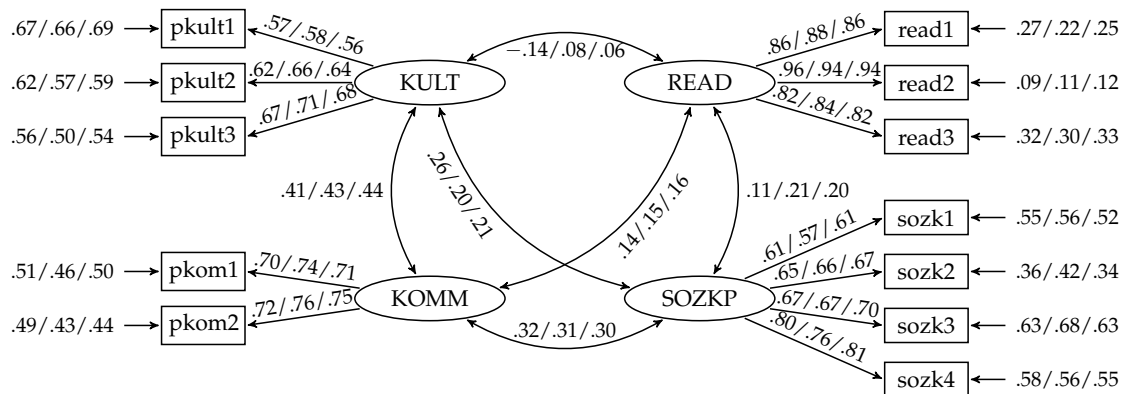 .67/.66/.69 pkult1 .57/.58/.56
.62/.57/.59 pkult2 .62/.66/.64
.56/.50/.54 pkult3 .67/.71/.68
KULT
−.14/.08/.06
READ
.86/.88/.86 read1 .27/.22/.25
.96/.94/.94 read2 .09/.11/.12
.82/.84/.82 read3 .32/.30/.33
.41/.43/.44
.26/.20/.21
.14/.15/.16
.11/.21/.20
.51/.46/.50 pkom1 .70/.74/.71
.49/.43/.44 pkom2 .72/.76/.75
KOMM
.32/.31/.30
SOZKP
.61/.57/.61 sozk1 .55/.56/.52
.65/.66/.67 sozk2 .36/.42/.34
.67/.67/.70 sozk3 .63/.68/.63
.80/.76/.81 sozk4 .58/.56/.55